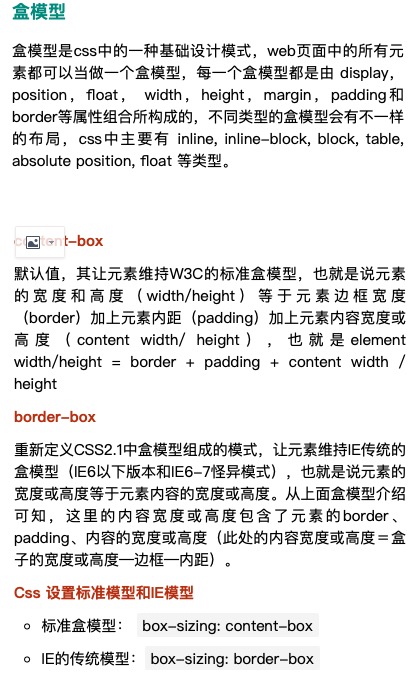 盒模型
盒模型是css中的一种基础设计模式，web页面中的所有元
素都可以当做一个盒模型，每一个盒模型都是由 display，
position，float， width，height，margin，padding和
border等属性组合所构成的，不同类型的盒模型会有不一样
的布局，css中主要有 inline, inline-block, block, table,
absolute position, float 等类型。
content-box
默认值，其让元素维持W3C的标准盒模型，也就是说元素
的宽度和高度（width/height）等于元素边框宽度
（border）加上元素内距（padding）加上元素内容宽度或
高度（content width/ height），也就是element
width/height = border + padding + content width /
height
border-box
重新定义CSS2.1中盒模型组成的模式，让元素维持IE传统的
盒模型（IE6以下版本和IE6-7怪异模式），也就是说元素的
宽度或高度等于元素内容的宽度或高度。从上面盒模型介绍
可知，这里的内容宽度或高度包含了元素的border、
padding、内容的宽度或高度（此处的内容宽度或高度＝盒
子的宽度或高度—边框—内距）。
Css 设置标准模型和IE模型
标准盒模型： box-sizing: content-box
IE的传统模型： box-sizing: border-box